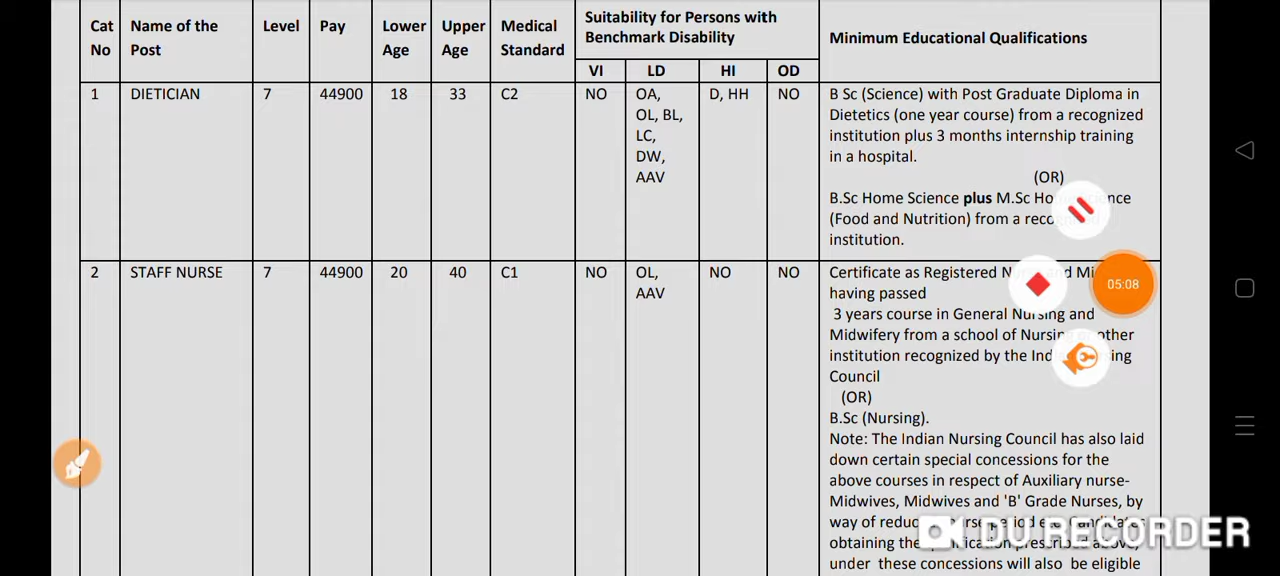 Cat No
Name of the Post
Level
Pay
Lower Age
Upper Age
Medical Standard
Suitability for Persons with Benchmark Disability
Minimum Educational Qualifications
VI
LD
HI
OD
1
DIETICIAN
7
44900
18
33
C2
NO
OA,
OL, BL,
LC,
DW,
AAV
D, HH
NO
B Sc (Science) with Post Graduate Diploma in
Dietetics (one year course) from a recognized
institution plus 3 months internship training
in a hospital.
(OR)
B.Sc Home Science plus M.Sc
(Food and Nutrition) from a
institution.
2
STAFF NURSE
7
44900
20
40
C1
NO
OL,
AAV
NO
NO
Certificate as Registered and
having passed
3 years course in General Nursing and
Midwifery from a school of Nursing other
institution recognized by the
Council
(OR)
B.Sc (Nursing).
Note: The Indian Nursing Council has also laid
down certain special concessions for the
above courses in respect of Auxiliary nurse-
Midwives, Midwives and 'B' Grade Nurses, by
way of
obtaining the prescribed above,
under these concessions will also be eligible
05:08
DU RECORDER